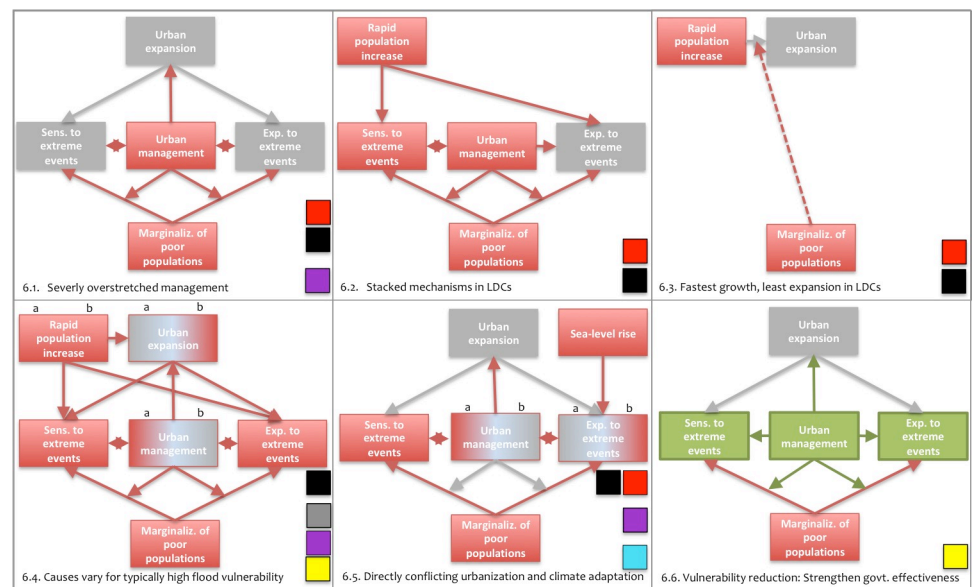 Urban
expansion
Sens. to
extreme
events
Urban
management
Exp. to
extreme
events
Marginaliz. of
poor
populations
6.1. Severly overstretched management
Rapid
population
increase
Sens. to
extreme
events
Urban
management
Exp. to
extreme
events
Marginaliz. of
poor
populations
6.2. Stacked mechanisms in LDCs
Rapid
population
increase
Urban
expansion
Marginaliz. of
poor
populations
6.3. Fastest growth, least expansion in LDCs
a b
Rapid
population
increase
a b
Urban
expansion
Sens. to
extreme
events
a b
Urban
management
Exp. to
extreme
events
Marginaliz. of
poor
populations
6.4. Causes vary for typically high flood vulnerability
Urban
expansion
Sea-level rise
Sens. to
extreme
events
a b
Urban
management
a b
Exp. to
extreme
events
Marginaliz. of
poor
populations
6.5. Directly conflicting urbanization and climate adaptation
Urban
expansion
Sens. to
extreme
events
Urban
management
Exp. to
extreme
events
Marginaliz. of
poor
populations
6.6. Vulnerability reduction: Strengthen govt. effectiveness